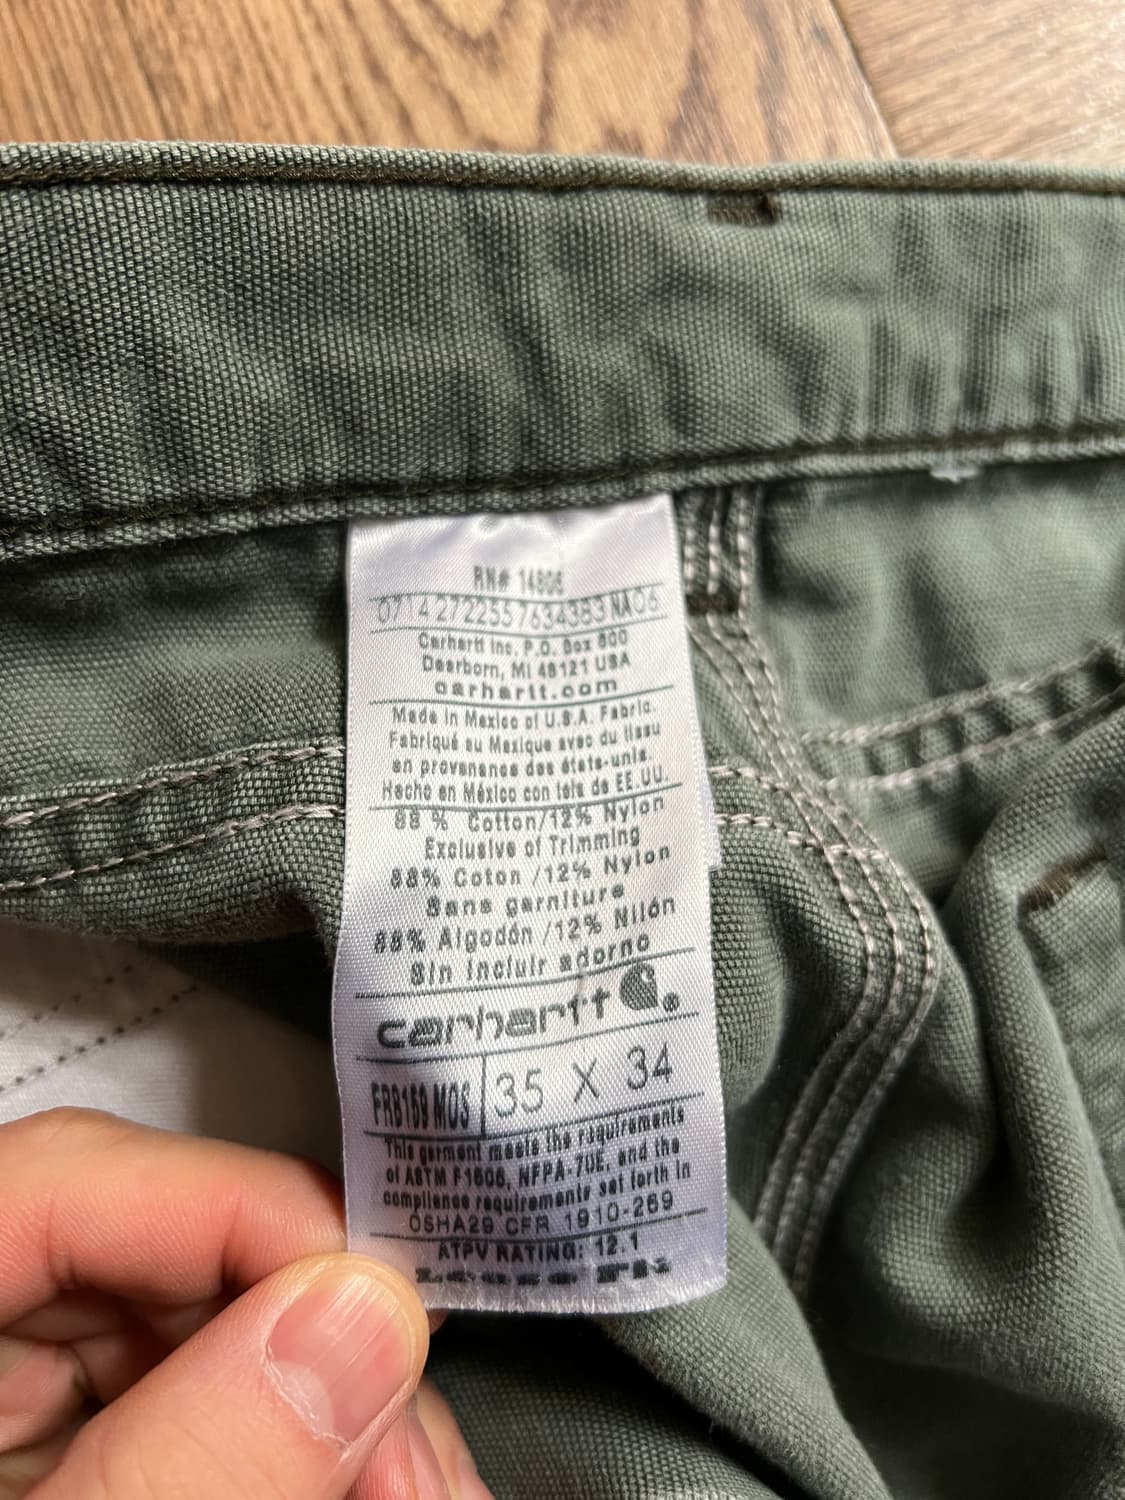 RN# 14806
0714272255763438 3 NA06
Carhartt Inc. P.O. Box 600
Dearborn, MI 48121 USA
carhartt.com
Made in Mexico of U.S.A. Fabric.
Fabriqué au Mexique avec du tissu
en provenance des états-unis.
Hecho en México con tela de EE.UU.
88 % Cotton/12% Nylon
Exclusive of Trimming
88% Coton /12% Nylon
Sans garniture
88% Algodón /12% Nilón
Sin incluir adorno
carhartt
FRB159 MOS 35 X 34
This garment meets the requirements
of ASTM F1506, NFPA-70E, and the
compliance requirements set forth in
OSHA29 CFR 1910-269
ATPV RATING: 12.1